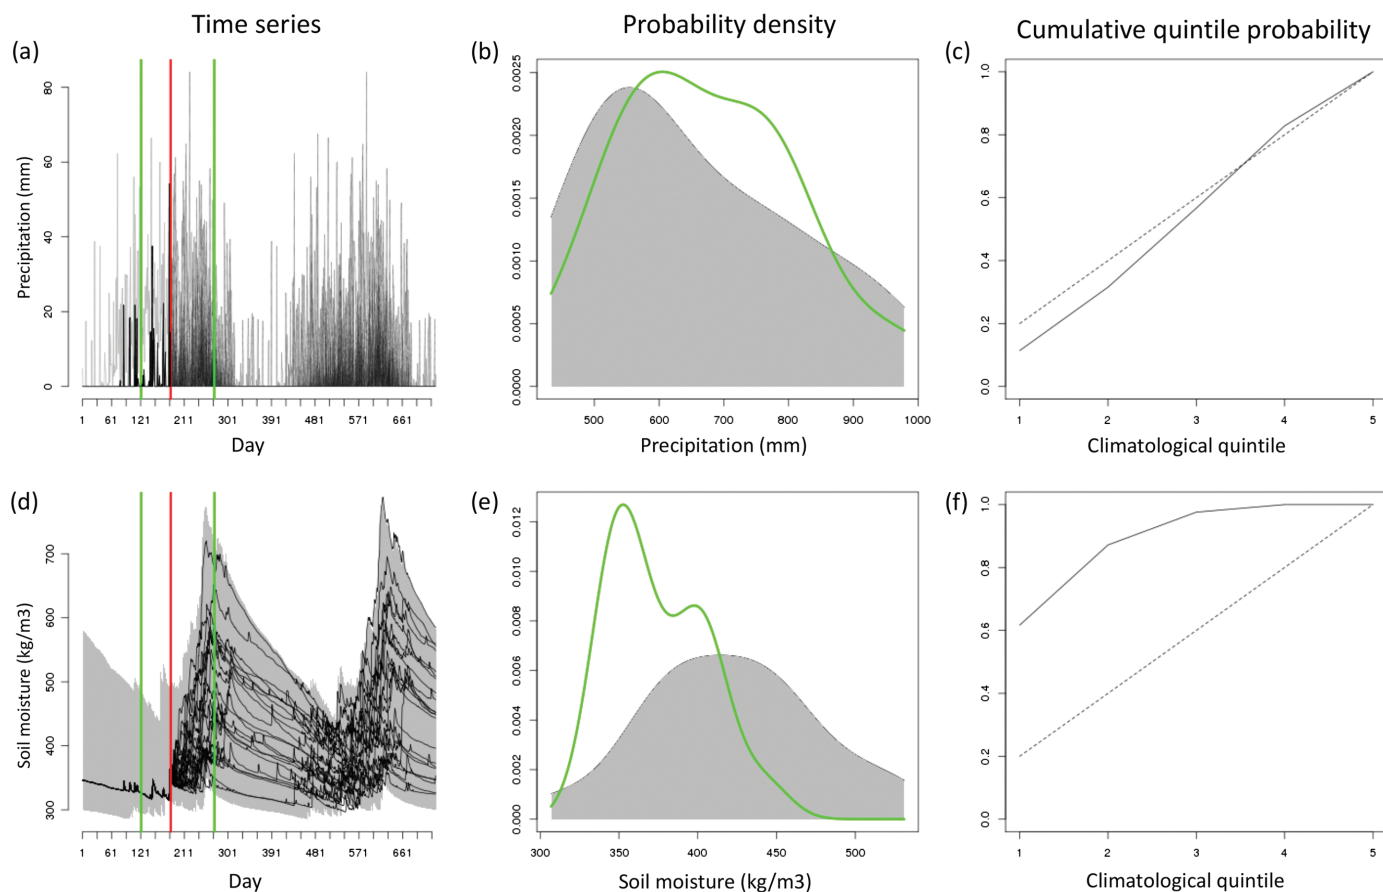 Time series
Probability density
Cumulative quintile probability
(a)
(b)
(c)
Precipitation (mm)
0 20 40 60 80
1 61 121 211 301 391 481 571 661
Day
0.0000 0.0005 0.0010 0.0015 0.0020 0.0025
500 600 700 800 900 1000
Precipitation (mm)
0.0 0.2 0.4 0.6 0.8 1.0
1 2 3 4 5
Climatological quintile
(d)
(e)
(f)
Soil moisture (kg/m3)
300 400 500 600 700
1 61 121 211 301 391 481 571 661
Day
0.000 0.002 0.004 0.006 0.008 0.010 0.012
300 350 400 450 500
Soil moisture (kg/m3)
0.0 0.2 0.4 0.6 0.8 1.0
1 2 3 4 5
Climatological quintile